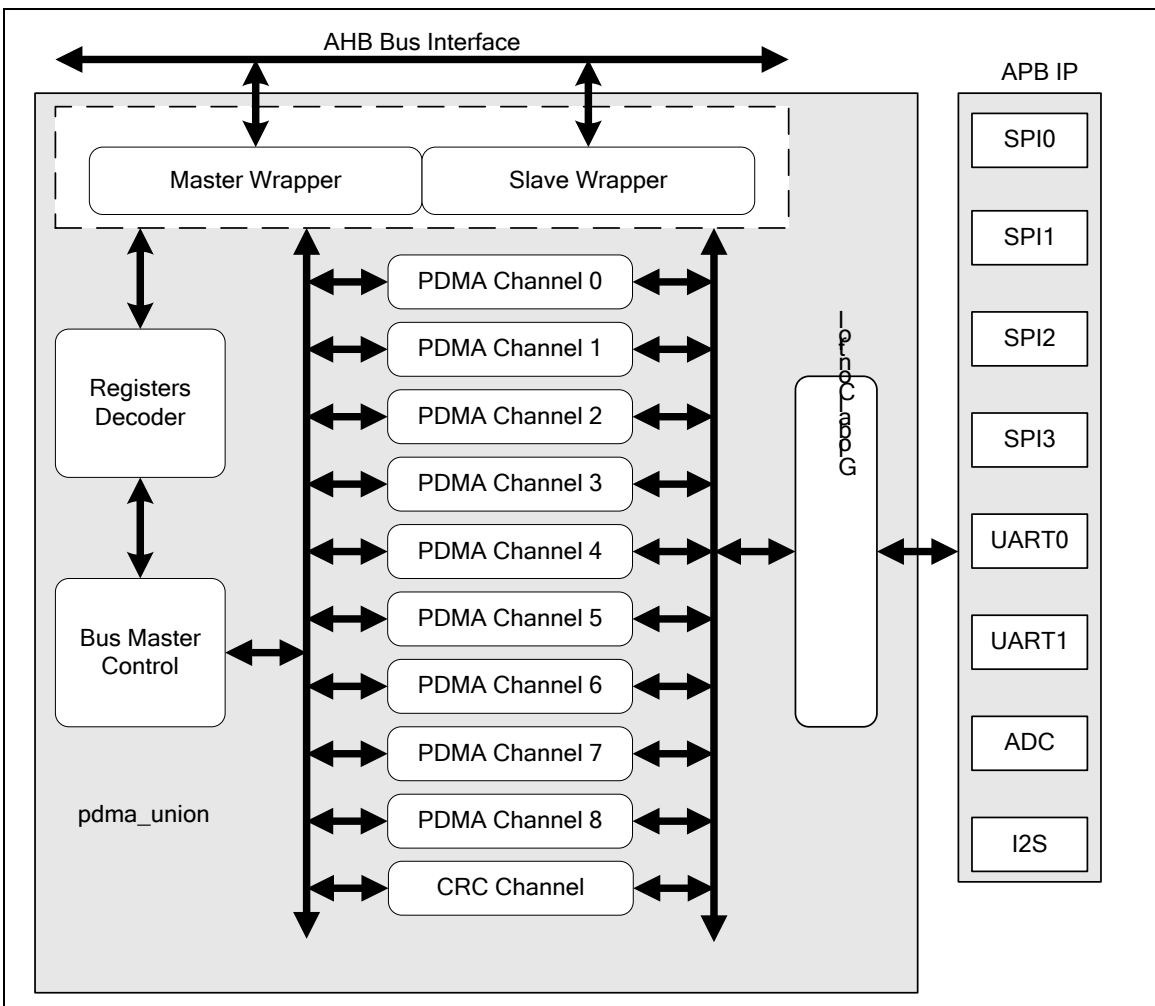 AHB Bus Interface
APB IP
Master Wrapper
Slave Wrapper
SPI0
SPI1
SPI2
SPI3
UART0
UART1
ADC
I2S
Registers
Decoder
Bus Master
Control
pdma_union
PDMA Channel 0
PDMA Channel 1
PDMA Channel 2
PDMA Channel 3
PDMA Channel 4
PDMA Channel 5
PDMA Channel 6
PDMA Channel 7
PDMA Channel 8
CRC Channel
Global Control